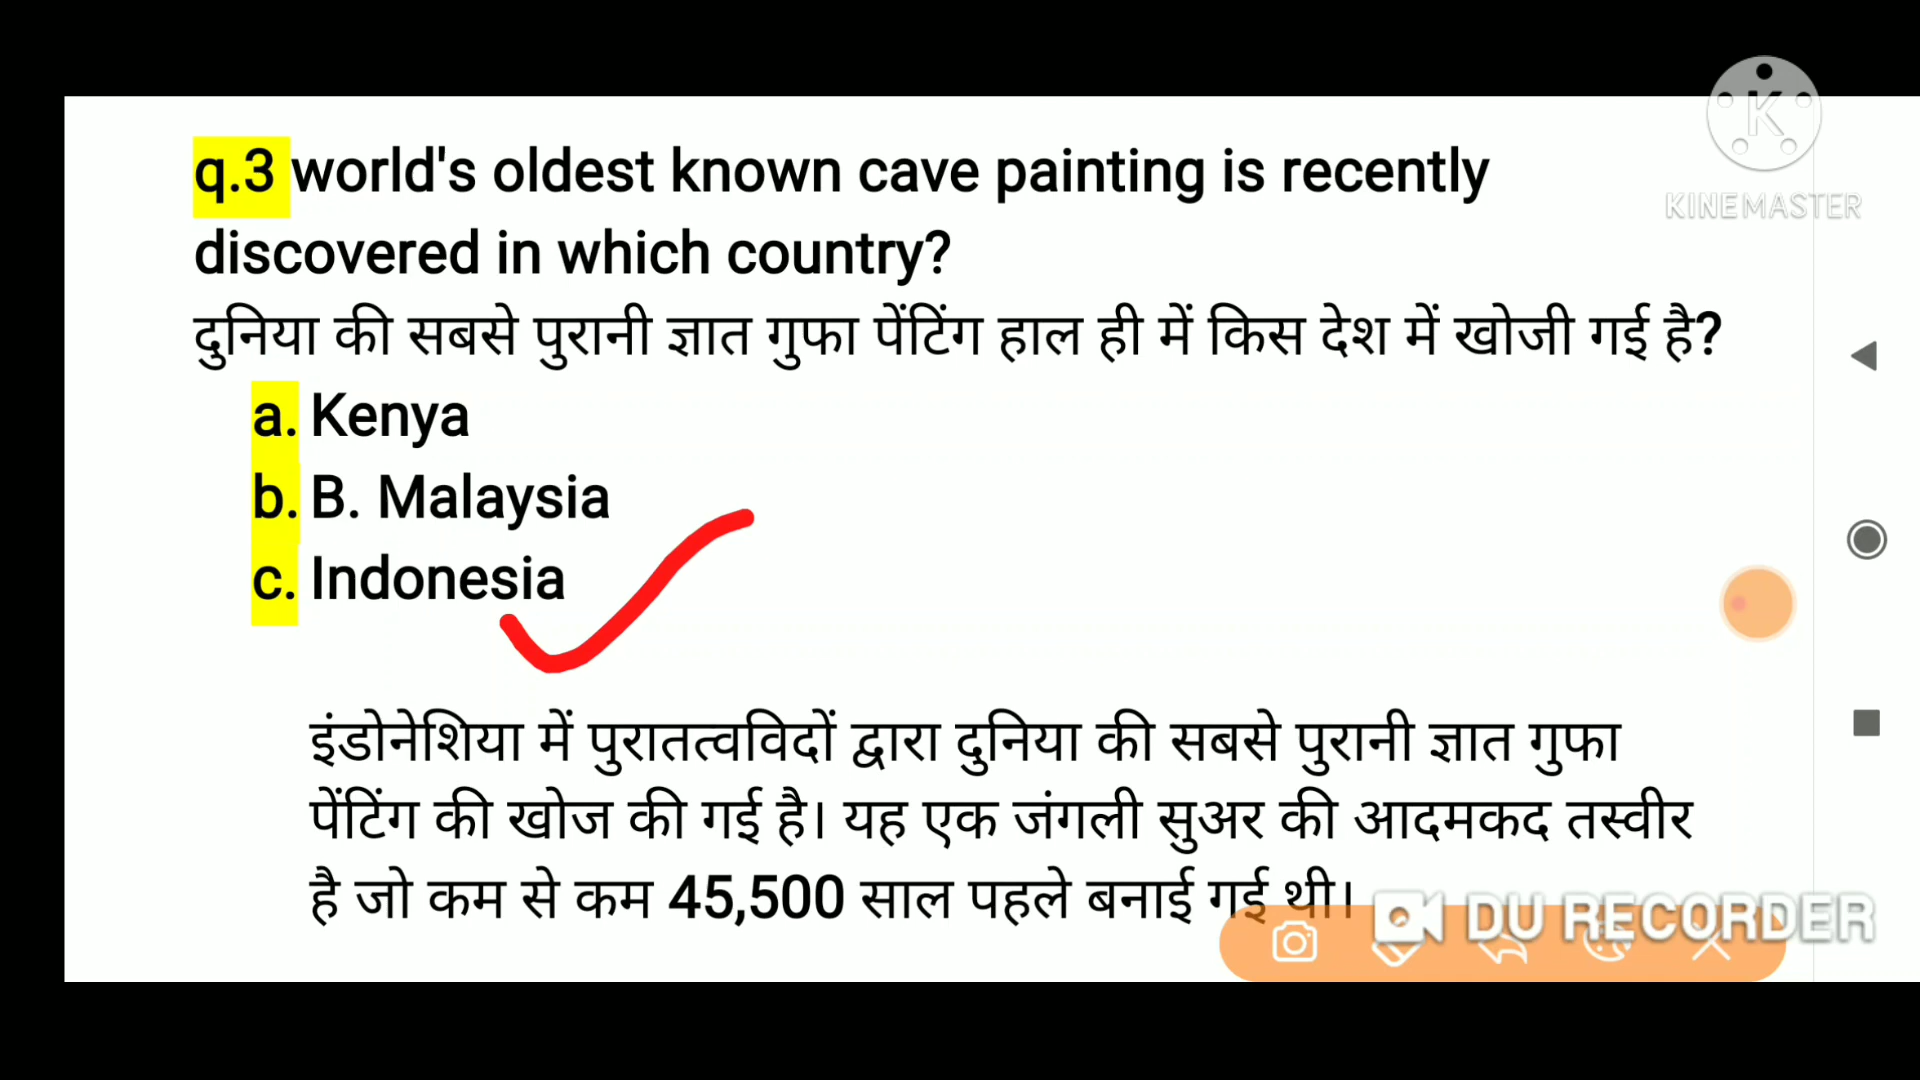 q.3 world's oldest known cave painting is recently
discovered in which country?
दुनिया की सबसे पुरानी ज्ञात गुफा पेंटिंग हाल ही में किस देश में खोजी गई है?
a. Kenya
b. B. Malaysia
c. Indonesia
इंडोनेशिया में पुरातत्वविदों द्वारा दुनिया की सबसे पुरानी ज्ञात गुफा
पेंटिंग की खोज की गई है। यह एक जंगली सुअर की आदमकद तस्वीर
है जो कम से कम 45,500 साल पहले बनाई गई थी।
K
KINEMASTER
DU RECORDER